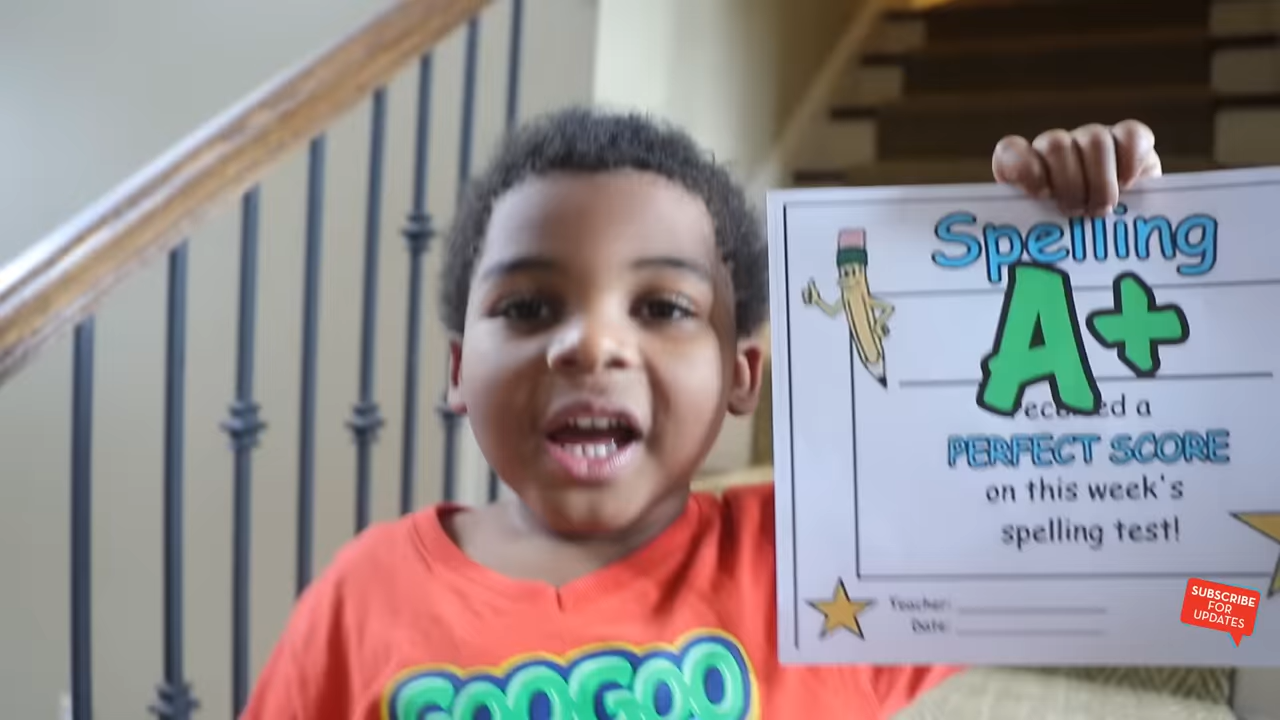 Spelling
A+
a
PERFECT SCORE
on this week's
spelling test!
Teacher:
Date:
SUBSCRIBE
FOR
UPDATES
GOOGOO